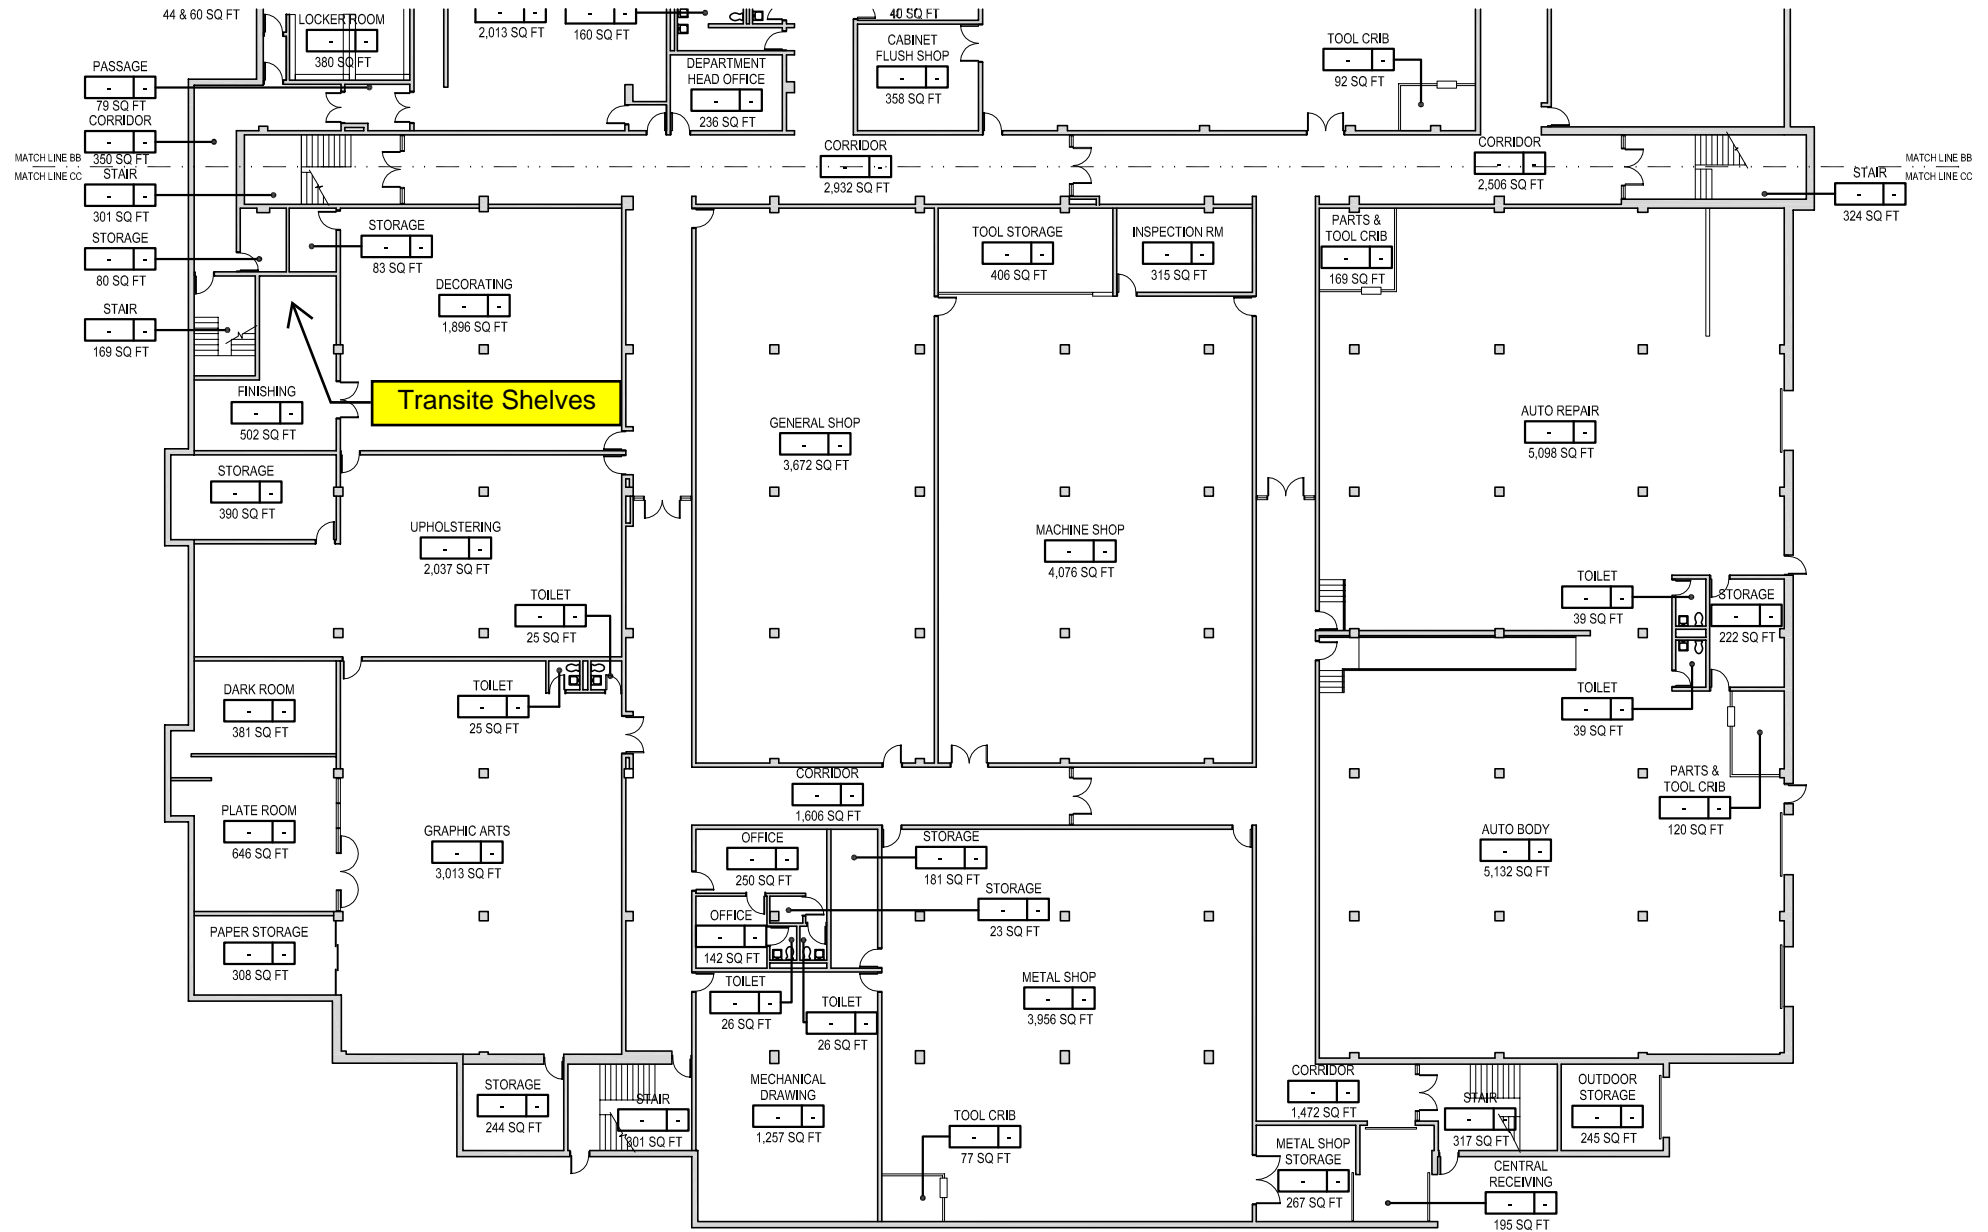 44 & 60 SQ FT
LOCKER ROOM
- -
380 SQ FT
- -
2,013 SQ FT
- -
160 SQ FT
40 SQ FT
PASSAGE
- -
79 SQ FT
CORRIDOR
- -
350 SQ FT
DEPARTMENT
HEAD OFFICE
- -
236 SQ FT
CABINET
FLUSH SHOP
- -
358 SQ FT
TOOL CRIB
- -
92 SQ FT
MATCH LINE BB
MATCH LINE CC
STAIR
- -
301 SQ FT
CORRIDOR
- -
2,932 SQ FT
CORRIDOR
- -
2,506 SQ FT
MATCH LINE BB
MATCH LINE CC
STAIR
- -
324 SQ FT
STORAGE
- -
80 SQ FT
STORAGE
- -
83 SQ FT
STAIR
- -
169 SQ FT
DECORATING
- -
1,896 SQ FT
TOOL STORAGE
- -
406 SQ FT
INSPECTION RM
- -
315 SQ FT
PARTS &
TOOL CRIB
- -
169 SQ FT
FINISHING
- -
502 SQ FT
Transite Shelves
GENERAL SHOP
- -
3,672 SQ FT
AUTO REPAIR
- -
5,098 SQ FT
STORAGE
- -
390 SQ FT
UPHOLSTERING
- -
2,037 SQ FT
MACHINE SHOP
- -
4,076 SQ FT
TOILET
- -
25 SQ FT
TOILET
- -
39 SQ FT
STORAGE
- -
222 SQ FT
DARK ROOM
- -
381 SQ FT
TOILET
- -
25 SQ FT
TOILET
- -
39 SQ FT
PLATE ROOM
- -
646 SQ FT
GRAPHIC ARTS
- -
3,013 SQ FT
CORRIDOR
- -
1,606 SQ FT
PARTS &
TOOL CRIB
- -
120 SQ FT
OFFICE
- -
250 SQ FT
STORAGE
- -
181 SQ FT
AUTO BODY
- -
5,132 SQ FT
STORAGE
- -
23 SQ FT
OFFICE
- -
142 SQ FT
PAPER STORAGE
- -
308 SQ FT
TOILET
- -
26 SQ FT
TOILET
- -
26 SQ FT
METAL SHOP
- -
3,956 SQ FT
STORAGE
- -
244 SQ FT
STAIR
- -
301 SQ FT
MECHANICAL
DRAWING
- -
1,257 SQ FT
TOOL CRIB
- -
77 SQ FT
CORRIDOR
- -
1,472 SQ FT
STAIR
- -
317 SQ FT
OUTDOOR
STORAGE
- -
245 SQ FT
METAL SHOP
STORAGE
- -
267 SQ FT
CENTRAL
RECEIVING
- -
195 SQ FT